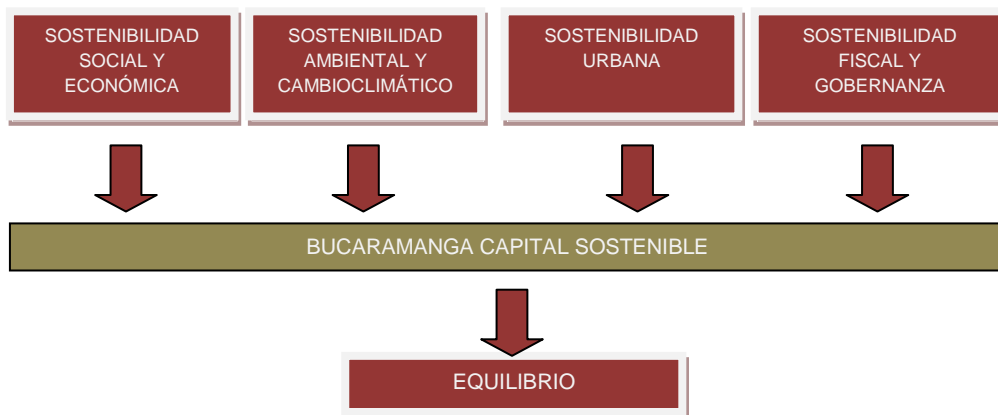 SOSTENIBILIDAD
SOCIAL Y
ECONÓMICA
SOSTENIBILIDAD
AMBIENTAL Y
CAMBIOCLIMÁTICO
SOSTENIBILIDAD
URBANA
SOSTENIBILIDAD
FISCAL Y
GOBERNANZA
BUCARAMANGA CAPITAL SOSTENIBLE
EQUILIBRIO